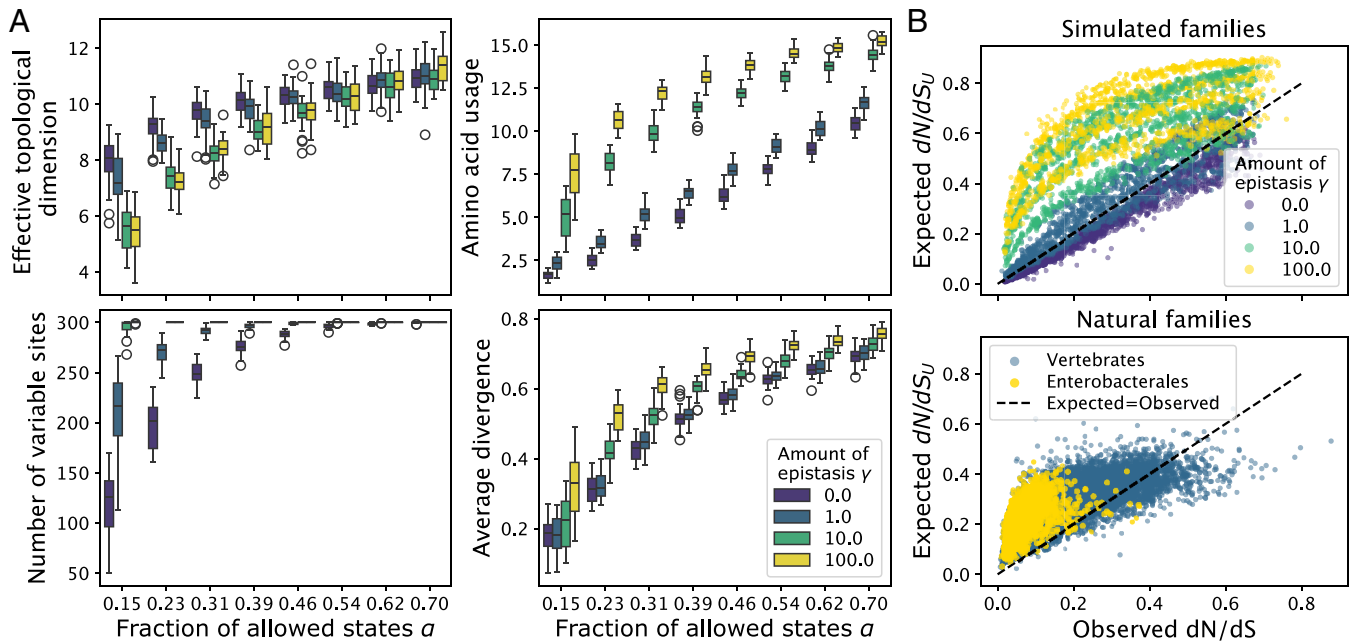 A
Effective topological
dimension
12
10
8
6
4
Amino acid usage
15.0
12.5
10.0
7.5
5.0
2.5
Number of variable sites
300
250
200
150
100
50
0.15 0.23 0.31 0.39 0.46 0.54 0.62 0.70
Fraction of allowed states a
Average divergence
0.8
0.6
0.4
0.2
Amount of
epistasis γ
0.0
1.0
10.0
100.0
0.15 0.23 0.31 0.39 0.46 0.54 0.62 0.70
Fraction of allowed states a
B
Simulated families
Expected dN/dS_U
0.8
0.6
0.4
0.2
0.0
Amount of
epistasis γ
0.0
1.0
10.0
100.0
Natural families
Expected dN/dS_U
0.8
0.6
0.4
0.2
0.0
Vertebrates
Enterobacterales
Expected=Observed
0.0 0.2 0.4 0.6 0.8
Observed dN/dS